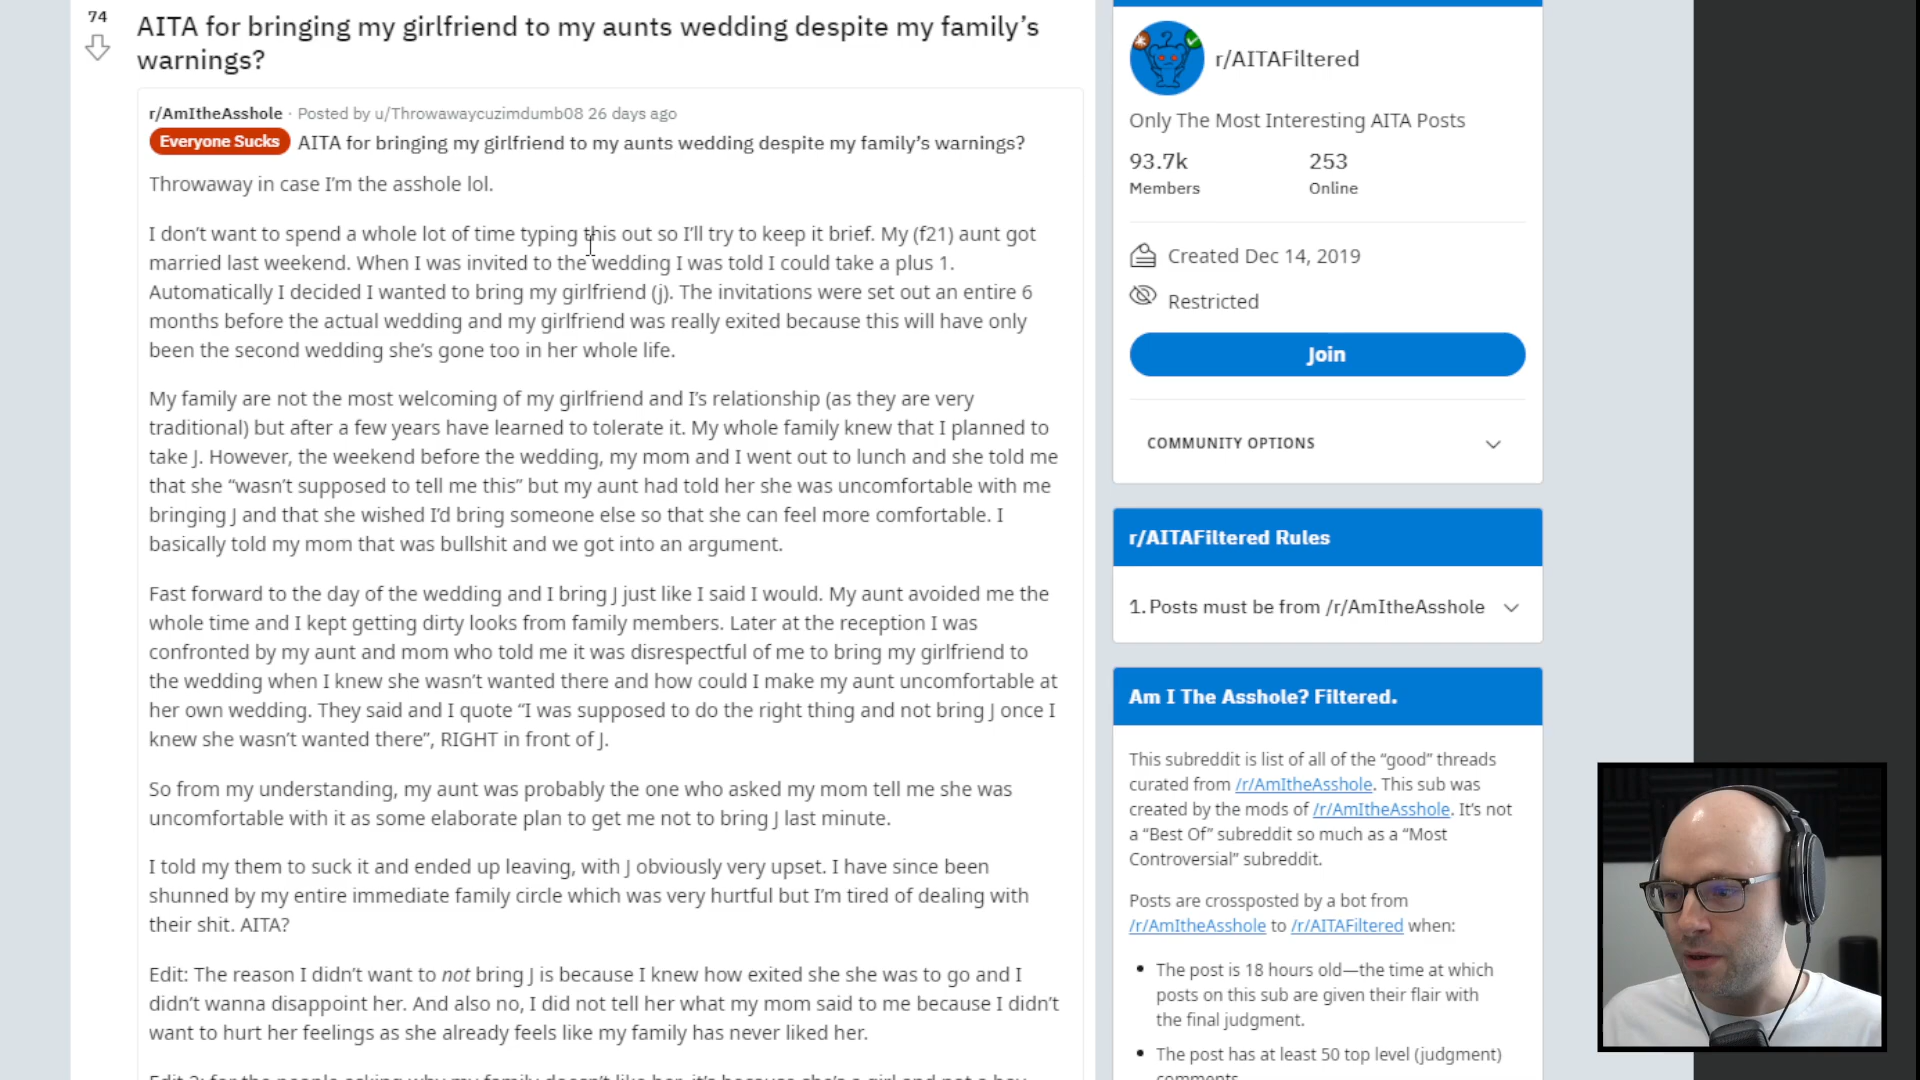 74
AITA for bringing my girlfriend to my aunts wedding despite my family’s
warnings?
r/AmItheAsshole · Posted by u/Throwawaycuzimdumb08 26 days ago
Everyone Sucks AITA for bringing my girlfriend to my aunts wedding despite my family’s warnings?
Throwaway in case I’m the asshole lol.
I don’t want to spend a whole lot of time typing this out so I’ll try to keep it brief. My (f21) aunt got
married last weekend. When I was invited to the wedding I was told I could take a plus 1.
Automatically I decided I wanted to bring my girlfriend (j). The invitations were set out an entire 6
months before the actual wedding and my girlfriend was really exited because this will have only
been the second wedding she’s gone too in her whole life.
My family are not the most welcoming of my girlfriend and I’s relationship (as they are very
traditional) but after a few years have learned to tolerate it. My whole family knew that I planned to
take J. However, the weekend before the wedding, my mom and I went out to lunch and she told me
that she “wasn’t supposed to tell me this” but my aunt had told her she was uncomfortable with me
bringing J and that she wished I’d bring someone else so that she can feel more comfortable. I
basically told my mom that was bullshit and we got into an argument.
Fast forward to the day of the wedding and I bring J just like I said I would. My aunt avoided me the
whole time and I kept getting dirty looks from family members. Later at the reception I was
confronted by my aunt and mom who told me it was disrespectful of me to bring my girlfriend to
the wedding when I knew she wasn’t wanted there and how could I make my aunt uncomfortable at
her own wedding. They said and I quote “I was supposed to do the right thing and not bring J once I
knew she wasn’t wanted there”, RIGHT in front of J.
So from my understanding, my aunt was probably the one who asked my mom tell me she was
uncomfortable with it as some elaborate plan to get me not to bring J last minute.
I told my them to suck it and ended up leaving, with J obviously very upset. I have since been
shunned by my entire immediate family circle which was very hurtful but I’m tired of dealing with
their shit. AITA?
Edit: The reason I didn’t want to not bring J is because I knew how exited she she was to go and I
didn’t wanna disappoint her. And also no, I did not tell her what my mom said to me because I didn’t
want to hurt her feelings as she already feels like my family has never liked her.
Edit 2: for the people asking why my family doesn’t like her, it’s because she’s a girl and not a boy
r/AITAFiltered
Only The Most Interesting AITA Posts
93.7k 253
Members Online
Created Dec 14, 2019
Restricted
Join
COMMUNITY OPTIONS
r/AITAFiltered Rules
1. Posts must be from /r/AmItheAsshole
Am I The Asshole? Filtered.
This subreddit is list of all of the “good” threads
curated from /r/AmItheAsshole. This sub was
created by the mods of /r/AmItheAsshole. It’s not
a “Best Of” subreddit so much as a “Most
Controversial” subreddit.
Posts are crossposted by a bot from
/r/AmItheAsshole to /r/AITAFiltered when:
• The post is 18 hours old—the time at which
posts on this sub are given their flair with
the final judgment.
• The post has at least 50 top level (judgment)
comments